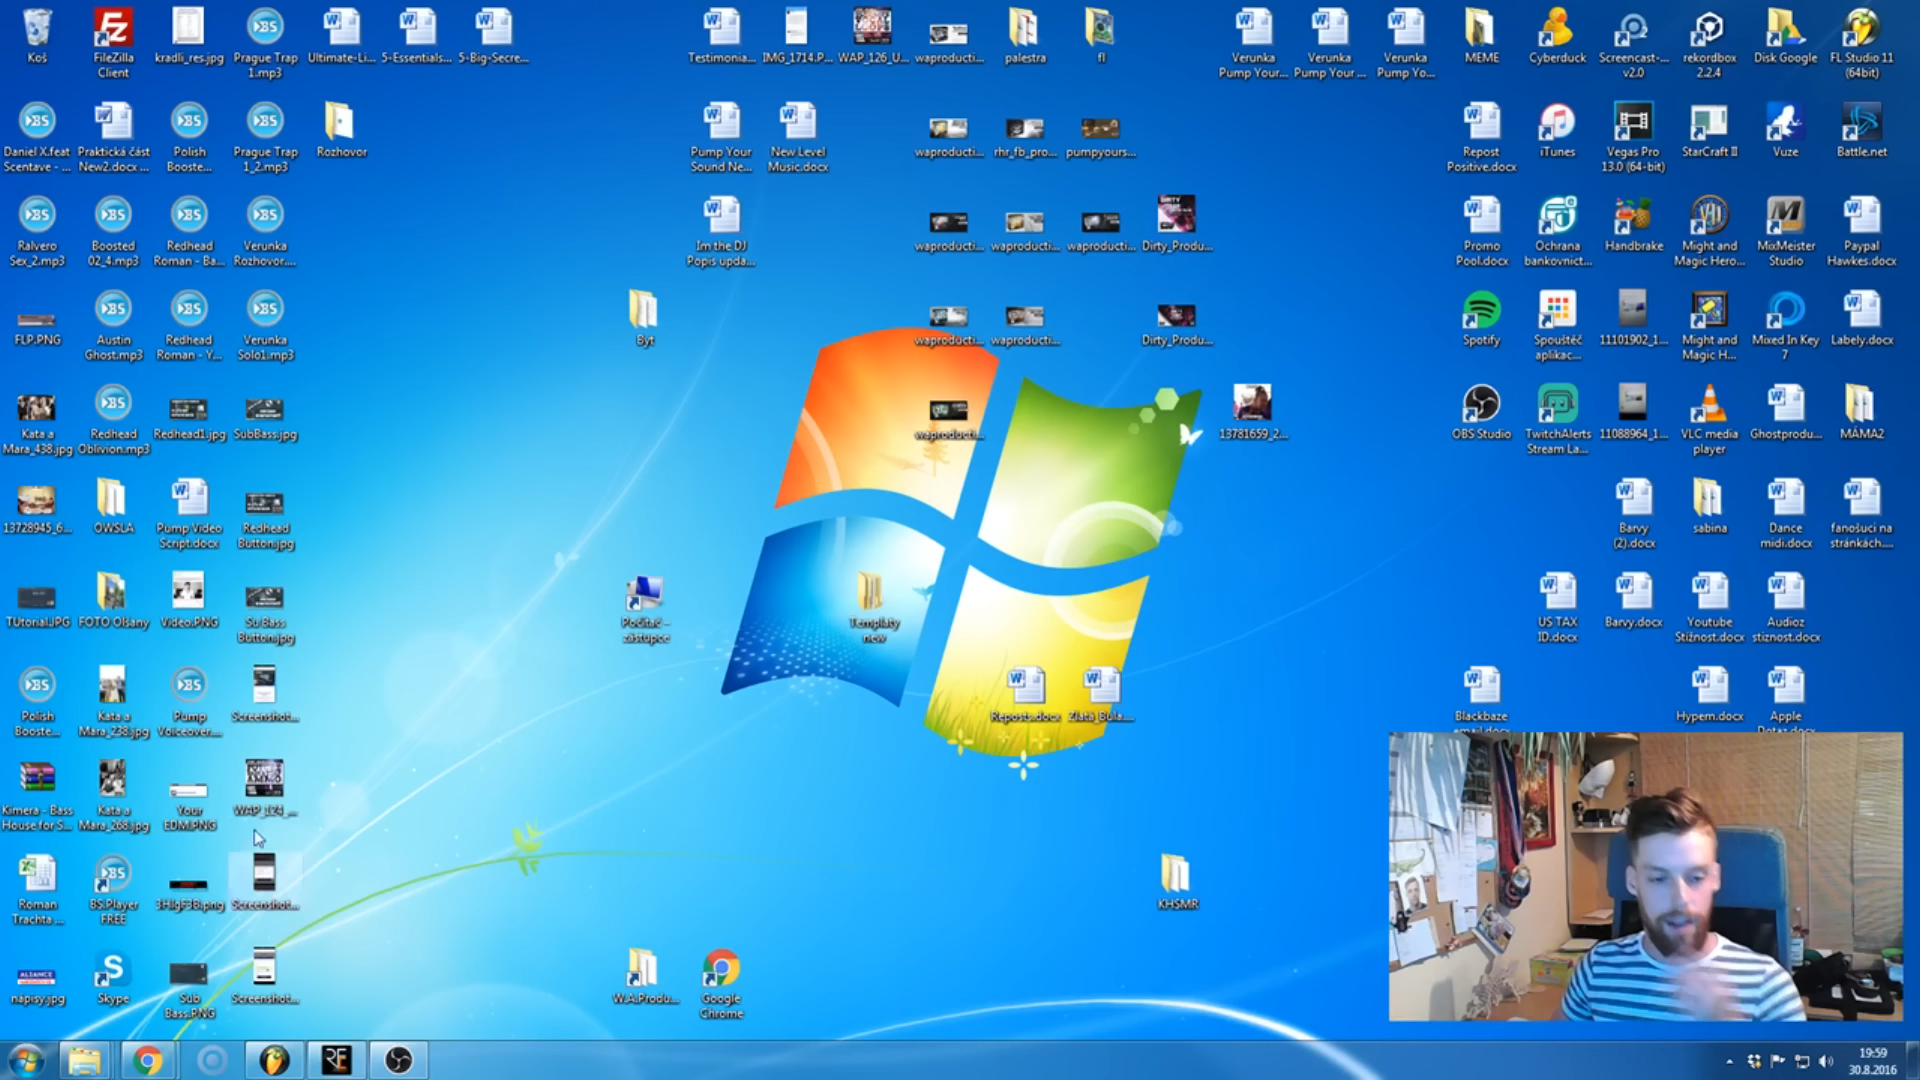 Koš
FileZilla
Client
kradli_res.jpg
Prague Trap
1.mp3
Ultimate-Li...
5-Essentials...
5-Big-Secre...
Testimonia...
IMG_1714.P...
WAP_126_U...
waproducti...
palestra
fl
Verunka
Pump Your...
Verunka
Pump Your ...
Verunka
Pump Yo...
MEME
Cyberduck
Screencast-...
v2.0
rekordbox
2.2.4
Disk Google
FL Studio 11
(64bit)
Daniel X.feat
Scentave - ...
Praktická část
New2.docx ...
Polish
Booste...
Prague Trap
1_2.mp3
Rozhovor
Pump Your
Sound Ne...
New Level
Music.docx
waproducti...
rhr_fb_pro...
pumpyours...
Repost
Positive.docx
iTunes
Vegas Pro
13.0 (64-bit)
StarCraft II
Vuze
Battle.net
Ralvero
Sex_2.mp3
Boosted
02_4.mp3
Redhead
Roman - Ba...
Verunka
Rozhovor....
Im the DJ
Popis upda...
waproducti...
waproducti...
waproducti...
Dirty_Produ...
Promo
Pool.docx
Ochrana
bankovnict...
Handbrake
Might and
Magic Hero...
MixMeister
Studio
Paypal
Hawkes.docx
FLP.PNG
Austin
Ghost.mp3
Redhead
Roman - Y...
Verunka
Solo1.mp3
Byt
waproducti...
waproducti...
Dirty_Produ...
Spotify
Spouštěč
aplikac...
11101902_1...
Might and
Magic H...
Mixed In Key
7
Labely.docx
Kata a
Mara_438.jpg
Redhead
Oblivion.mp3
Redhead1.jpg
SubBass.jpg
waproducti...
13781659_2...
OBS Studio
TwitchAlerts
Stream La...
11088964_1...
VLC media
player
Ghostprodu...
MÁMA2
13728945_6...
OWSLA
Pump Video
Script.docx
Redhead
Button.jpg
Barvy
(2).docx
sabina
Dance
midi.docx
fanošuci na
stránkách....
TUtorial.JPG
FOTO Olšany
Video.PNG
Su Bass
Button.jpg
Počítač -
zástupce
Templaty
new
US TAX
ID.docx
Barvy.docx
Youtube
Stižnost.docx
Audioz
stiznost.docx
Polish
Booste...
Kata a
Mara_238.jpg
Pump
Voiceover....
Screenshot...
Reposts.docx
Zlatá_Bula....
Blackbaze
email.docx
Hypem.docx
Apple
Dotaz.docx
Kimera - Bass
House for S...
Kata a
Mara_268.jpg
Your
EDM.PNG
WAP_124_...
Roman
Trachta ...
BS.Player
FREE
3HlgF3B.png
Screenshot...
KHSMR
ALIANCE
nápisy.jpg
Skype
Sub
Bass.PNG
Screenshot...
W.A.Produ...
Google
Chrome
19:59
30.8.2016